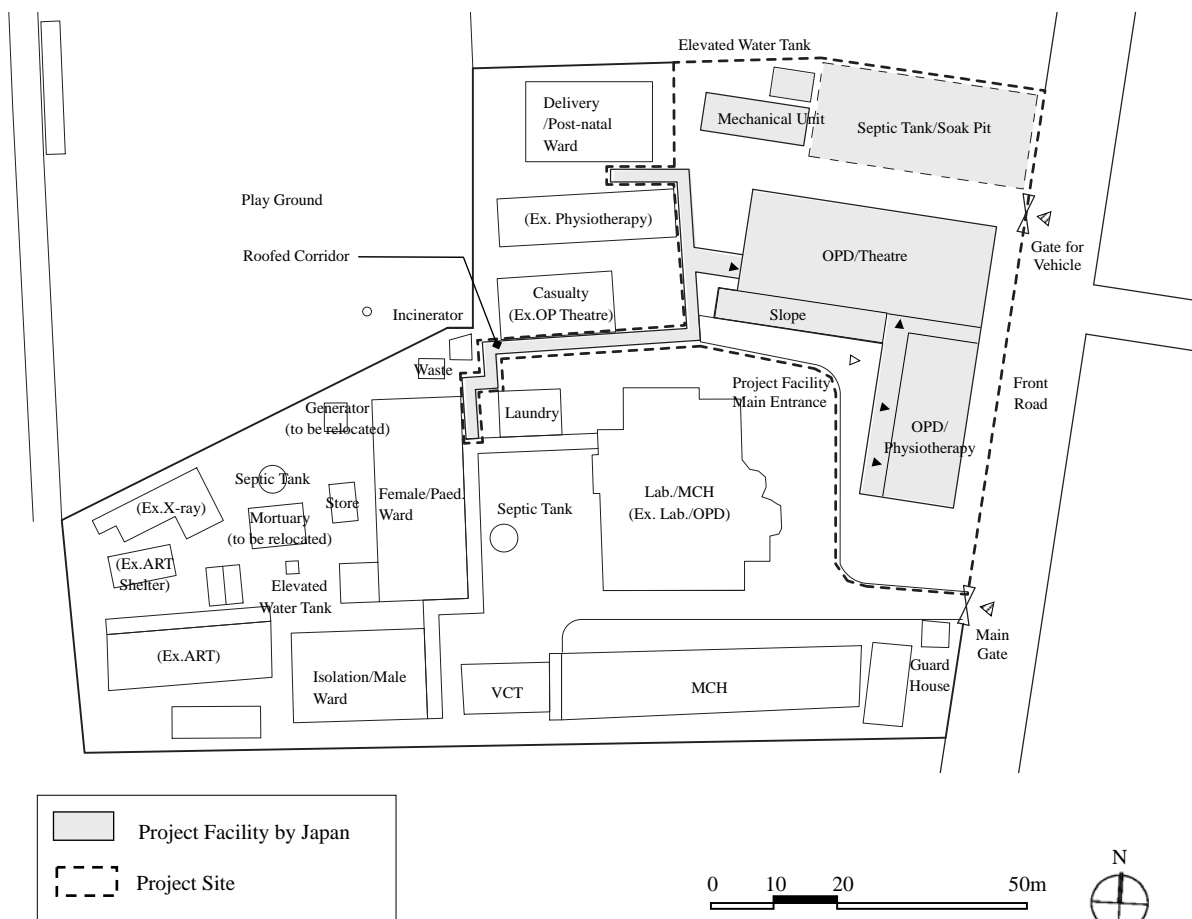 Elevated Water Tank
Delivery
/Post-natal
Ward
Mechanical Unit
Septic Tank/Soak Pit
Play Ground
(Ex. Physiotherapy)
Gate for
Vehicle
Roofed Corridor
OPD/Theatre
Casualty
(Ex.OP Theatre)
Incinerator
Slope
Waste
Project Facility
Main Entrance
Front
Road
Generator
(to be relocated)
Laundry
OPD/
Physiotherapy
Septic Tank
(Ex.X-ray)
Store
Female/Paed.
Ward
Septic Tank
Lab./MCH
(Ex. Lab./OPD)
Mortuary
(to be relocated)
(Ex.ART
Shelter)
Elevated
Water Tank
Main
Gate
(Ex.ART)
Isolation/Male
Ward
VCT
MCH
Guard
House
Project Facility by Japan
Project Site
0 10 20 50m
N